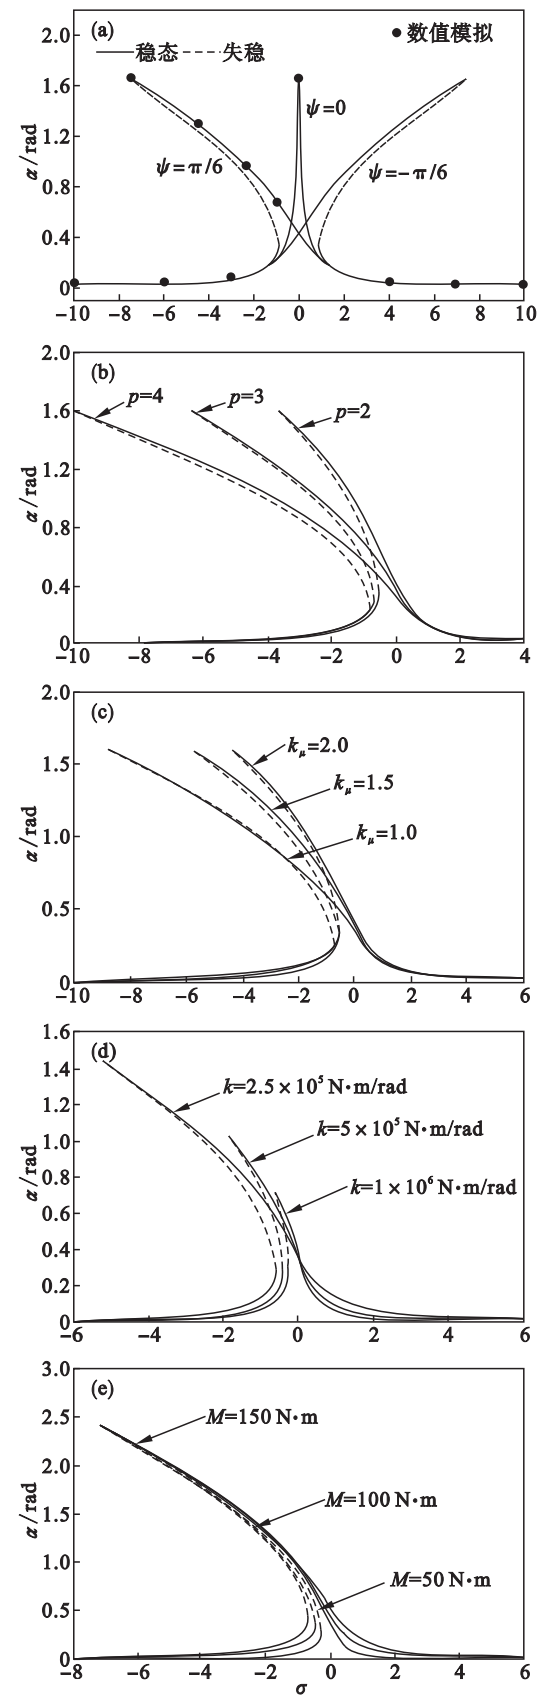 (a)
2.0
● 数值模拟
稳态 失稳
1.6
ψ=0
1.2
α/rad
ψ=π/6
ψ=−π/6
0.8
0.4
0
−10 −8 −6 −4 −2 0 2 4 6 8 10
2.0
(b)
p=4 p=3 p=2
1.6
1.2
α/rad
0.8
0.4
0
−10 −6 −4 −2 0 2 4
2.0
(c)
kμ=2.0
1.5
kμ=1.5
kμ=1.0
1.0
α/rad
0.5
0
−10 −8 −6 −4 −2 0 2 4 6
1.6
(d)
1.4
k=2.5×10⁵ N·m/rad
1.2
k=5×10⁵ N·m/rad
1.0
α/rad
k=1×10⁶ N·m/rad
0.8
0.6
0.4
0.2
0
−6 −4 −2 0 2 4 6
3.0
(e)
2.5
M=150 N·m
2.0
M=100 N·m
α/rad
1.5
1.0
M=50 N·m
0.5
0
−8 −6 −4 −2 0 2 4 6
σ